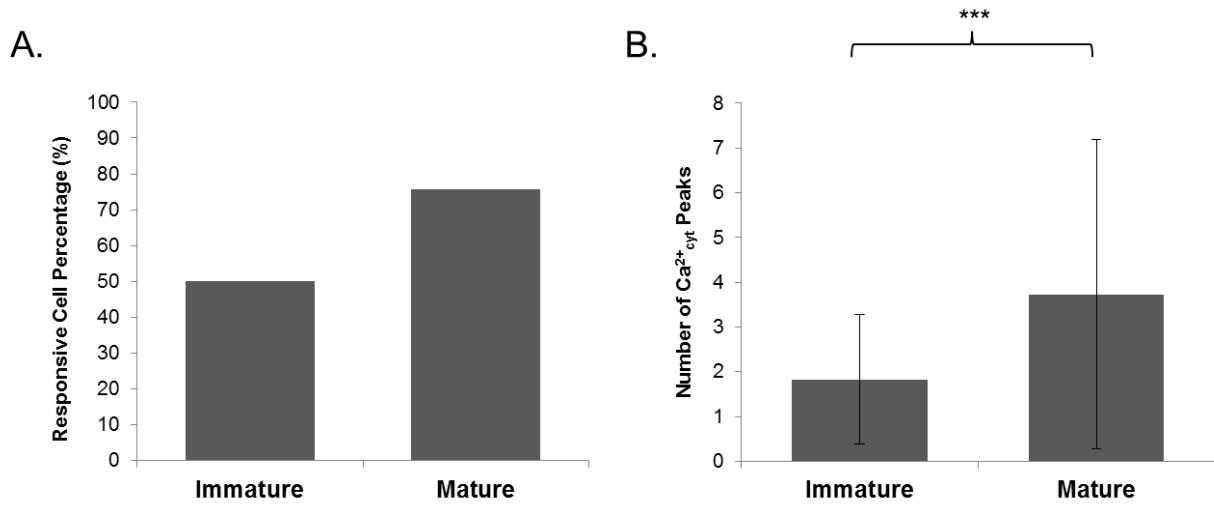 A.
Responsive Cell Percentage (%)
100
90
80
70
60
50
40
30
20
10
0
Immature
Mature
B.
***
Number of Ca²⁺cyt Peaks
8
7
6
5
4
3
2
1
0
Immature
Mature